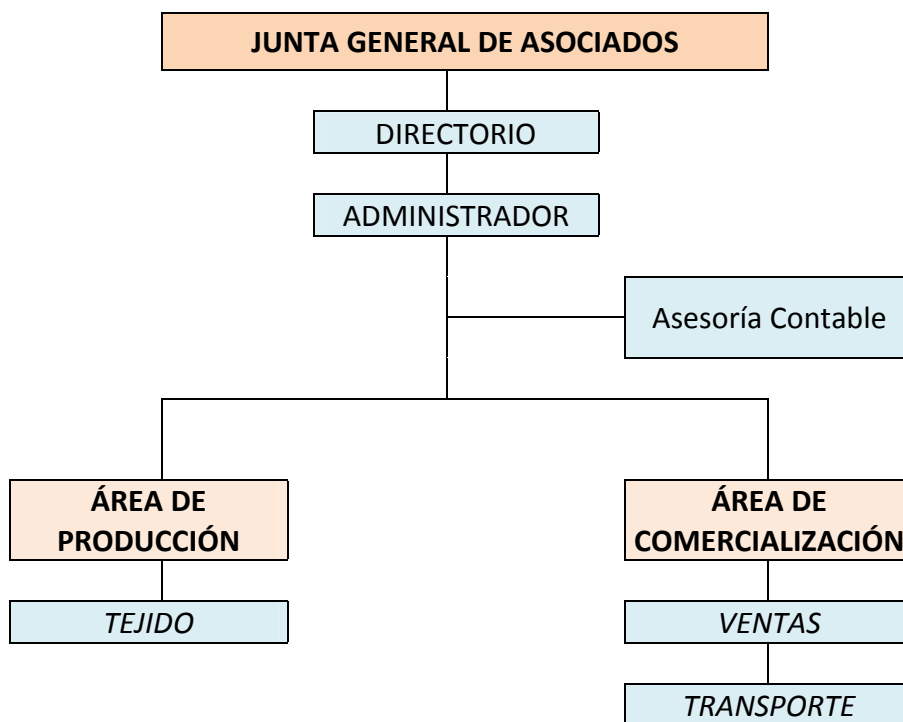 JUNTA GENERAL DE ASOCIADOS
DIRECTORIO
ADMINISTRADOR
Asesoría Contable
ÁREA DE
PRODUCCIÓN
TEJIDO
ÁREA DE
COMERCIALIZACIÓN
VENTAS
TRANSPORTE